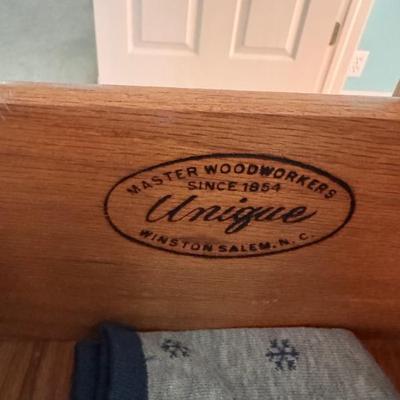 MASTER WOODWORKERS
SINCE 1854
Unique
WINSTON SALEM, N. C.